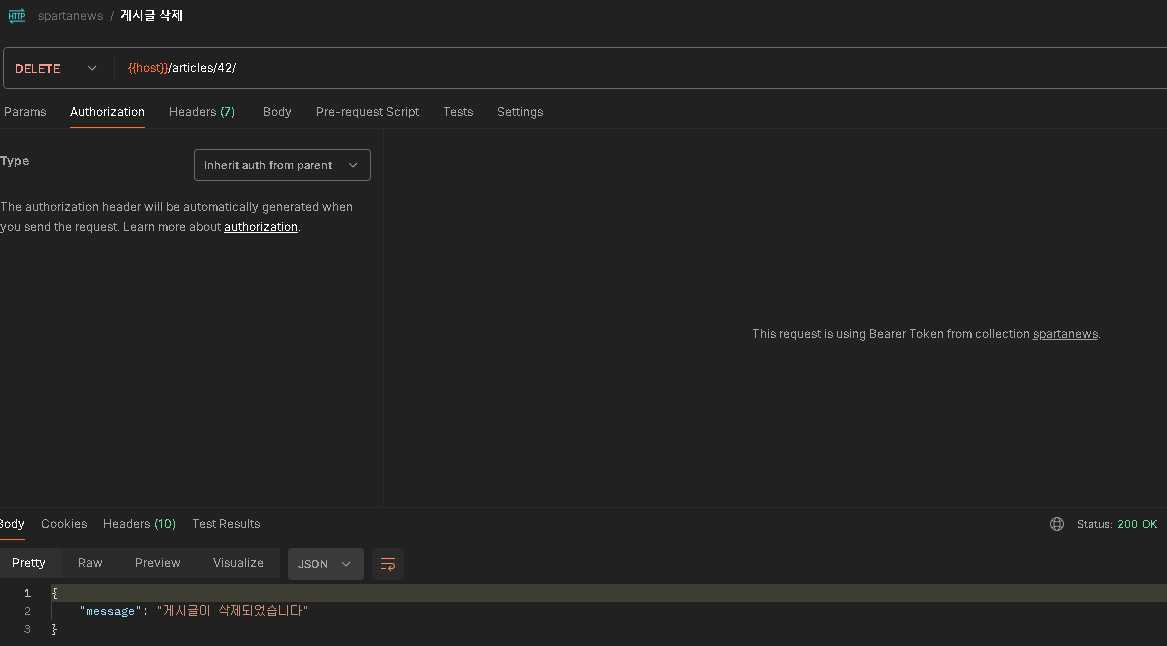 HTTP spartanews / 게시글 삭제
DELETE {{host}}/articles/42/
Params Authorization Headers (7) Body Pre-request Script Tests Settings
Type Inherit auth from parent
The authorization header will be automatically generated when
you send the request. Learn more about authorization.
This request is using Bearer Token from collection spartanews.
Body Cookies Headers (10) Test Results Status: 200 OK
Pretty Raw Preview Visualize JSON
1 {
2 "message": "게시글이 삭제되었습니다"
3 }